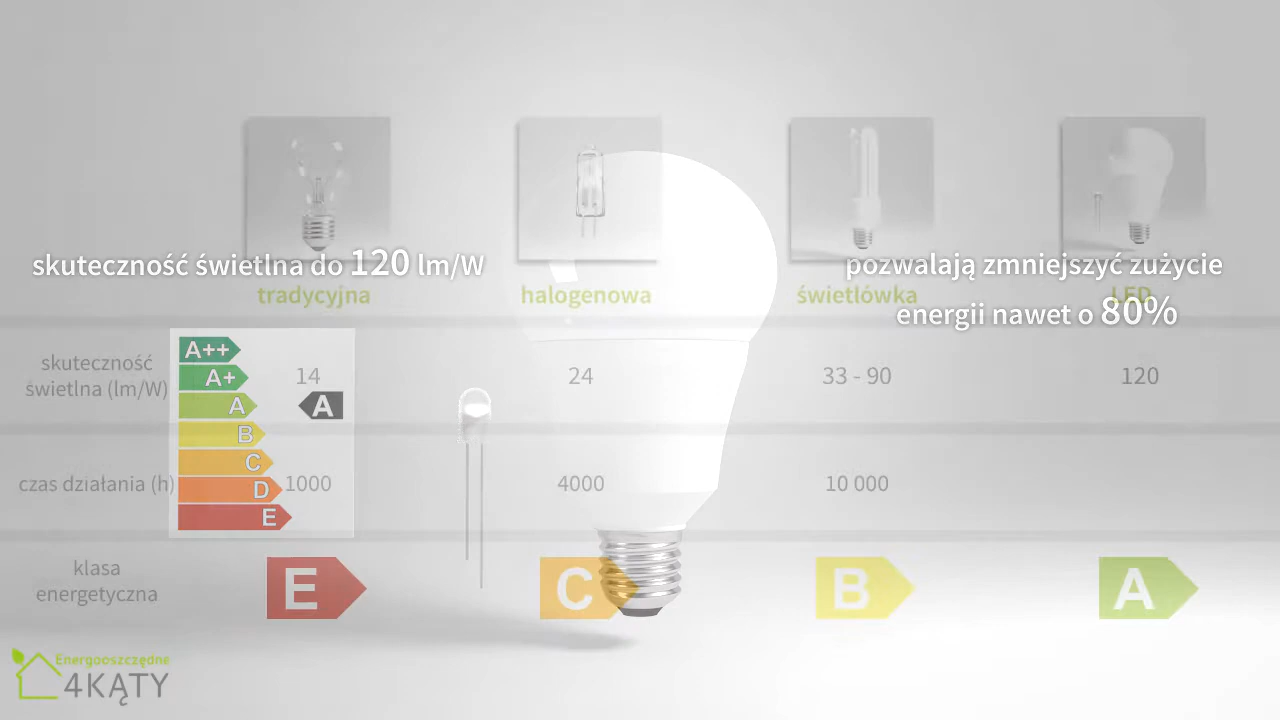 skuteczność świetlna do 120 lm/W
pozwalają zmniejszyć zużycie
energii nawet o 80%
tradycyjna halogenowa świetlówka LED
skuteczność
świetlna (lm/W) 14 24 33 - 90 120
A++
A+
A A
B
C
D
E
czas działania (h) 1000 4000 10 000
klasa
energetyczna E C B A
Energooszczędne
4KĄTY